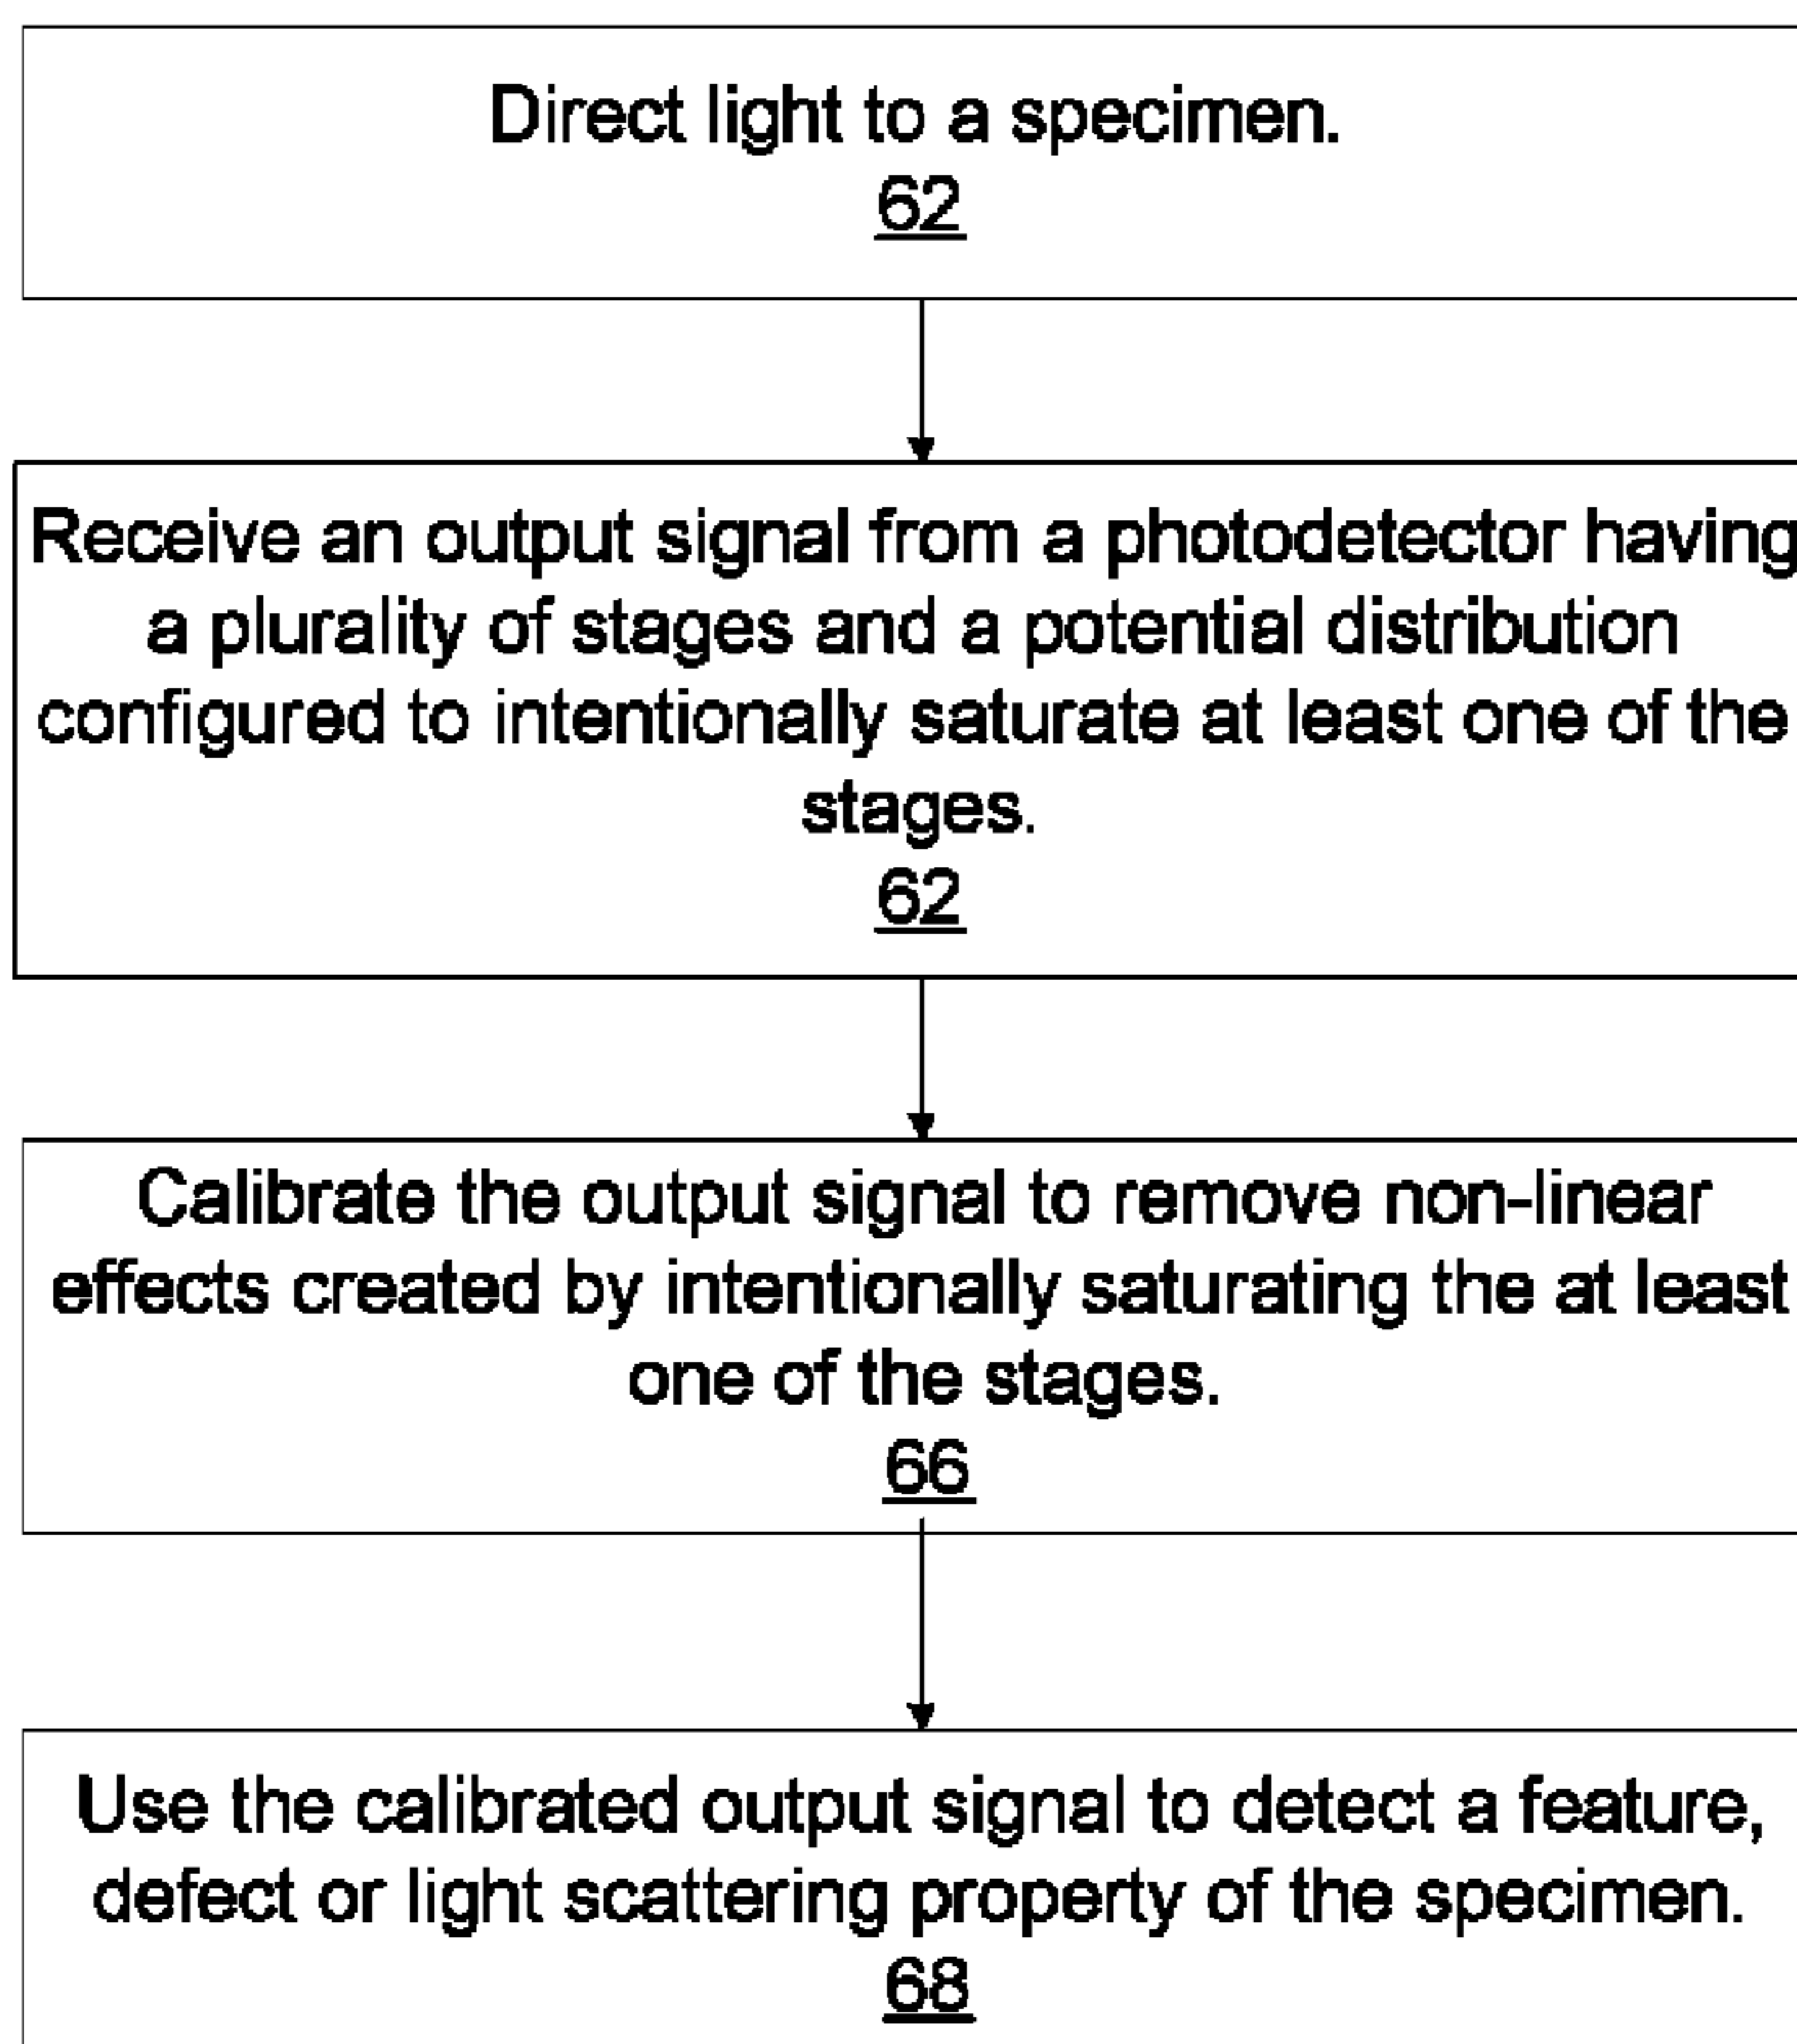 Direct light to a specimen.
62
Receive an output signal from a photodetector having
a plurality of stages and a potential distribution
configured to intentionally saturate at least one of the
stages.
62
Calibrate the output signal to remove non-linear
effects created by intentionally saturating the at least
one of the stages.
66
Use the calibrated output signal to detect a feature,
defect or light scattering property of the specimen.
68